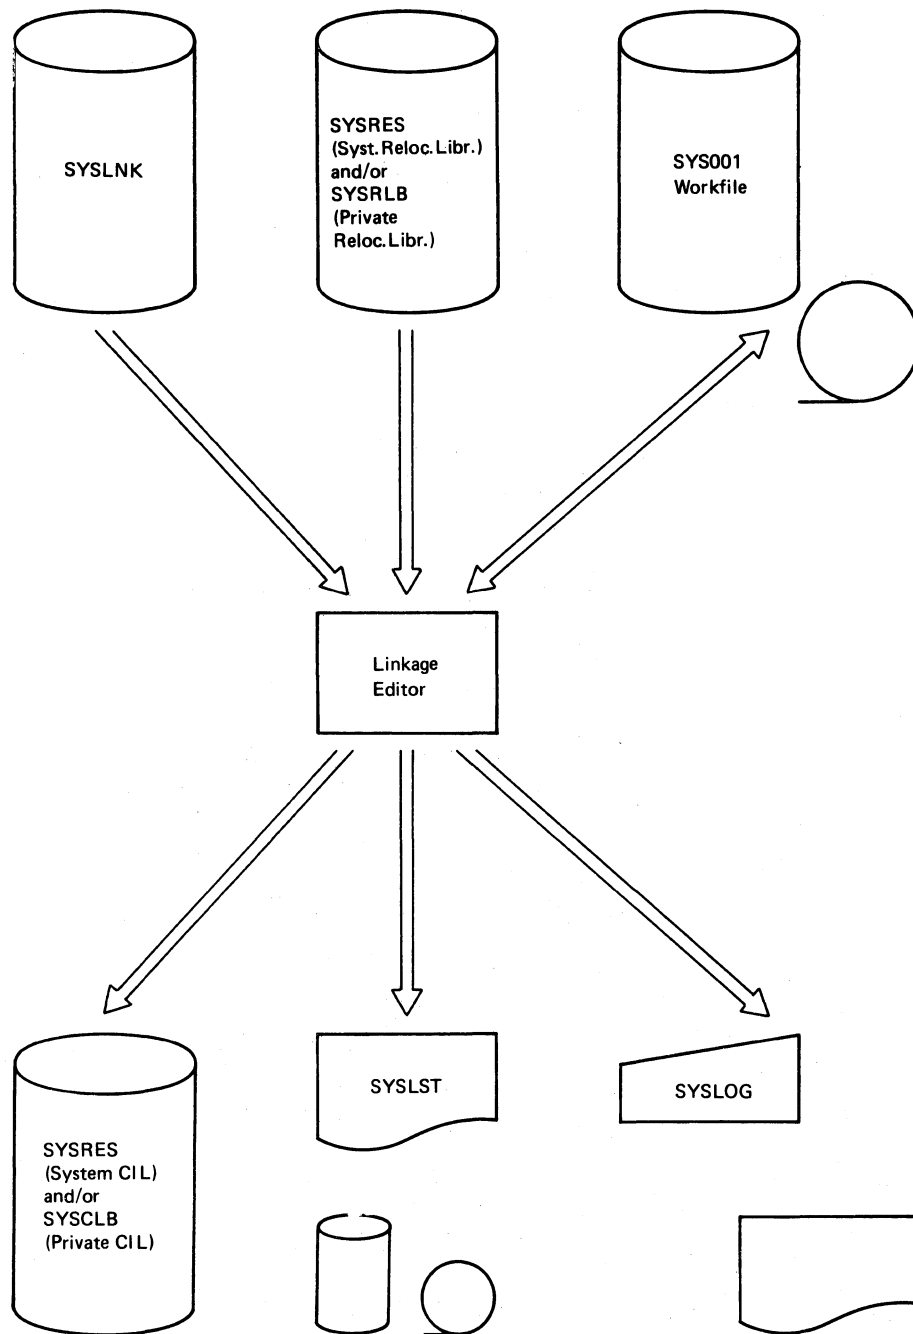 SYSLNK
SYSRES
(Syst. Reloc. Libr.)
and/or
SYSRLB
(Private
Reloc. Libr.)
SYS001
Workfile
Linkage
Editor
SYSRES
(System CIL)
and/or
SYSCLB
(Private CIL)
SYSLST
SYSLOG